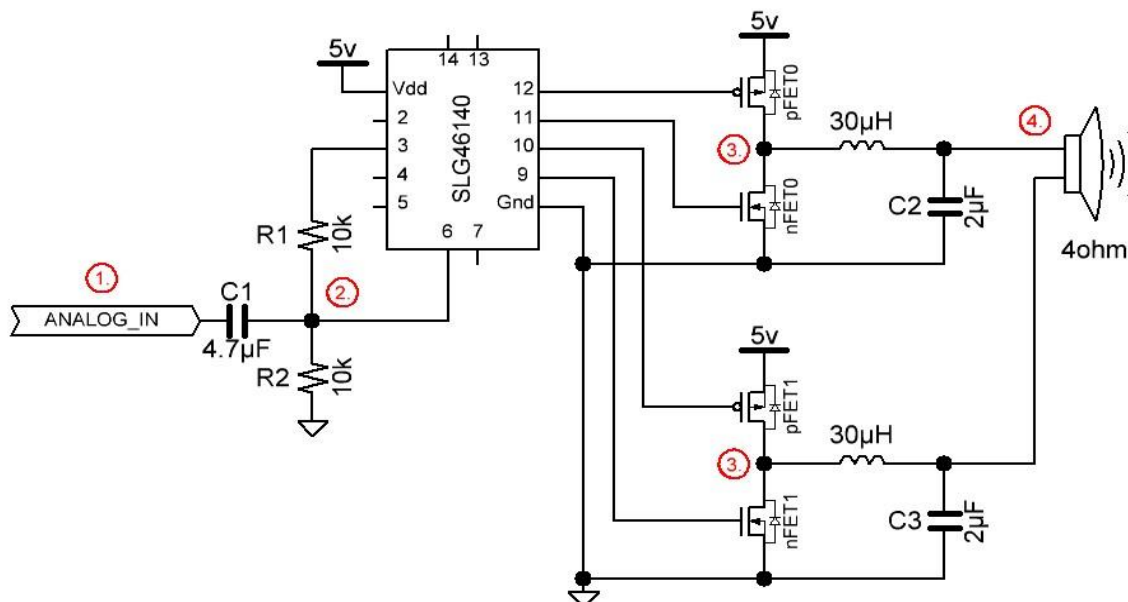 5v
14 13
Vdd
12
pFET0
2
11
30µH
4.
3
SLG46140
10
3.
4
9
5
Gnd
nFET0
C2
2µF
R1
10k
6
7
4ohm
1.
C1
2.
ANALOG_IN
4.7µF
R2
10k
5v
5v
pFET1
30µH
3.
nFET1
C3
2µF